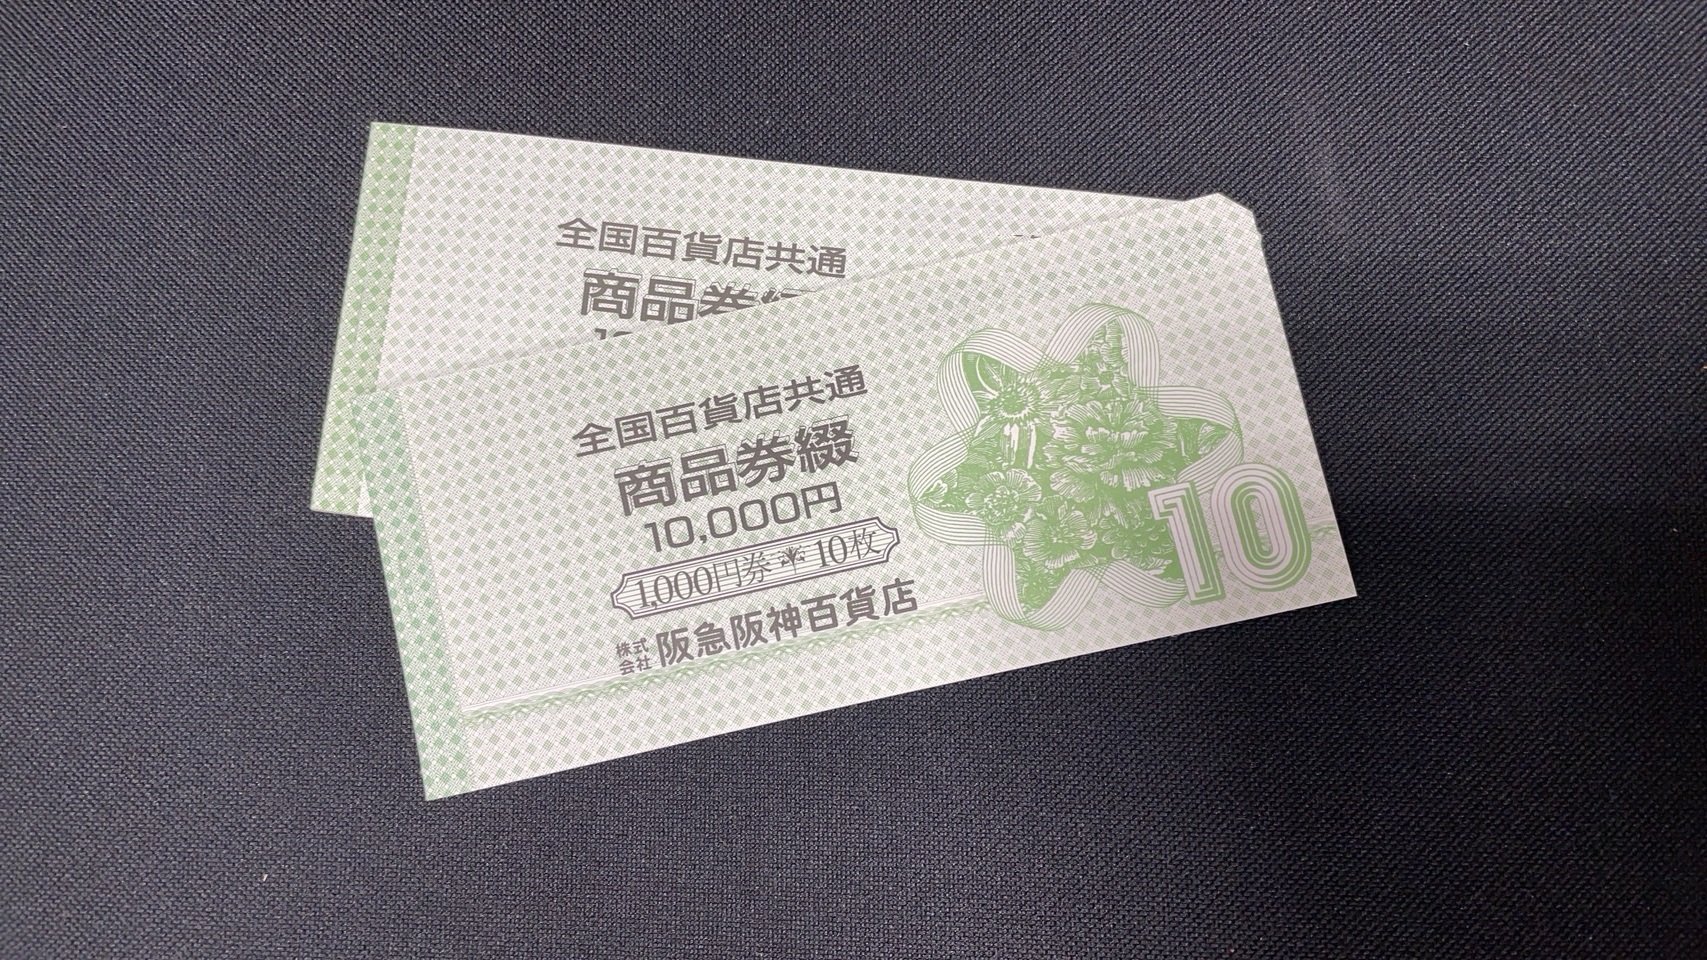 全国百貨店共通
商品券綴
全国百貨店共通
商品券綴
10,000円
1,000円券 10枚
株式会社 阪急阪神百貨店
10